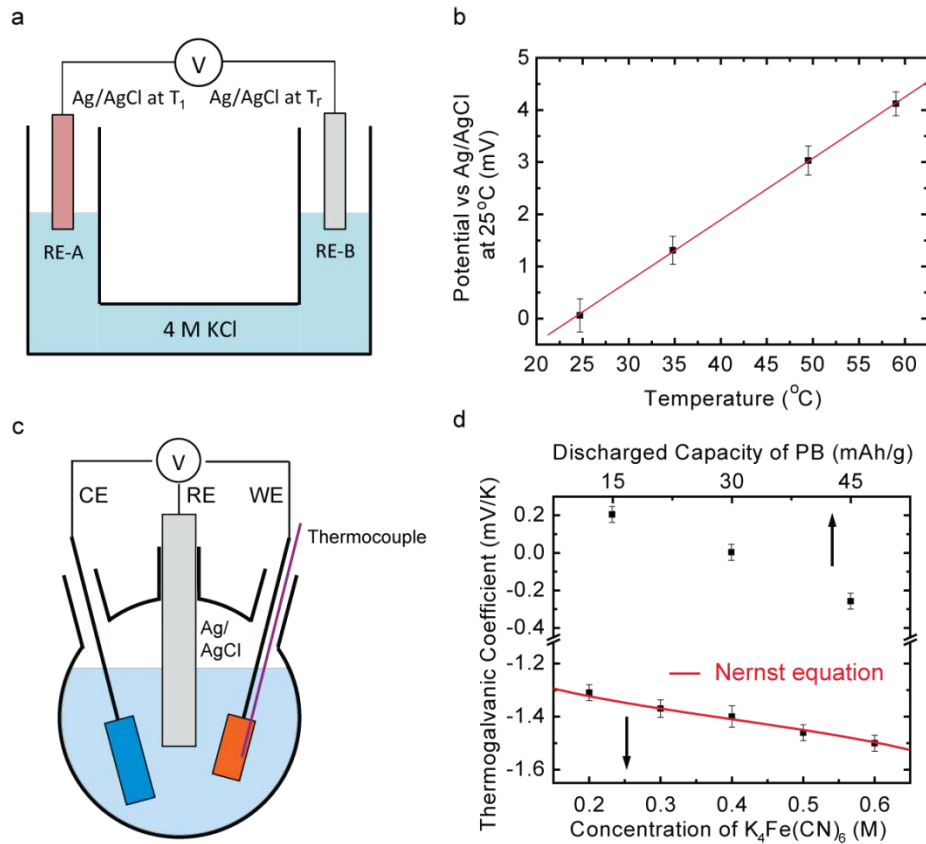 a
V
Ag/AgCl at T₁ Ag/AgCl at Tᵣ
RE-A
RE-B
4 M KCl
b
Potential vs Ag/AgCl
at 25°C (mV)
5
4
3
2
1
0
20 25 30 35 40 45 50 55 60
Temperature (°C)
c
V
CE
RE
WE
Thermocouple
Ag/
AgCl
d
Discharged Capacity of PB (mAh/g)
15 30 45
Thermogalvanic Coefficient (mV/K)
0.2
0.0
-0.2
-0.4
-1.2
-1.4
-1.6
Nernst equation
0.2 0.3 0.4 0.5 0.6
Concentration of K₄Fe(CN)₆ (M)